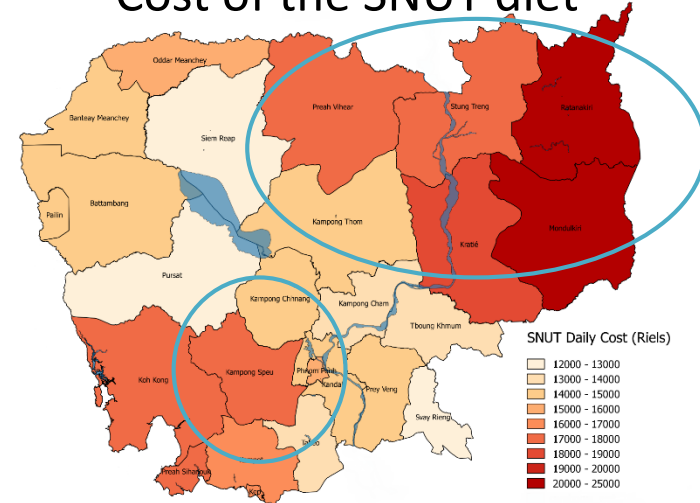 Cost of the SNUT diet
Oddar Meanchey
Banteay Meanchey
Siem Reap
Preah Vihear
Stung Treng
Ratanakiri
Battambang
Pailin
Kampong Thom
Kratié
Mondulkiri
Pursat
Kampong Chhnang
Kampong Cham
Tboung Khmum
Koh Kong
Kampong Speu
Phnom Penh
Kandal
Prey Veng
Svay Rieng
Preah Sihanouk
SNUT Daily Cost (Riels)
12000 - 13000
13000 - 14000
14000 - 15000
15000 - 16000
16000 - 17000
17000 - 18000
18000 - 19000
19000 - 20000
20000 - 25000